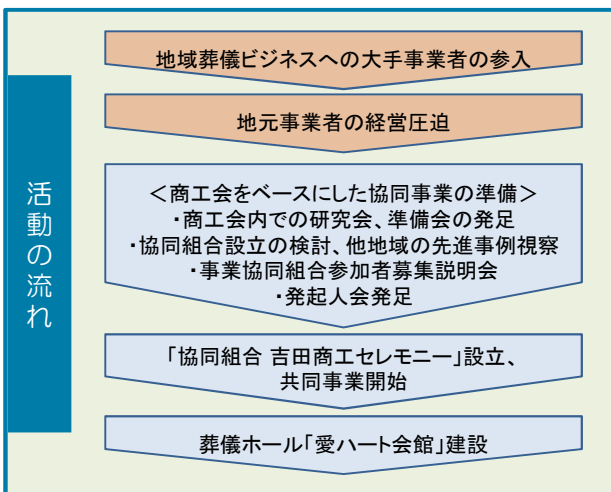 活動の流れ
地域葬儀ビジネスへの大手事業者の参入
地元事業者の経営圧迫
＜商工会をベースにした協同事業の準備＞
・商工会内での研究会、準備会の発足
・協同組合設立の検討、他地域の先進事例視察
・事業協同組合参加者募集説明会
・発起人会発足
「協同組合 吉田商工セレモニー」設立、
共同事業開始
葬儀ホール「愛ハート会館」建設